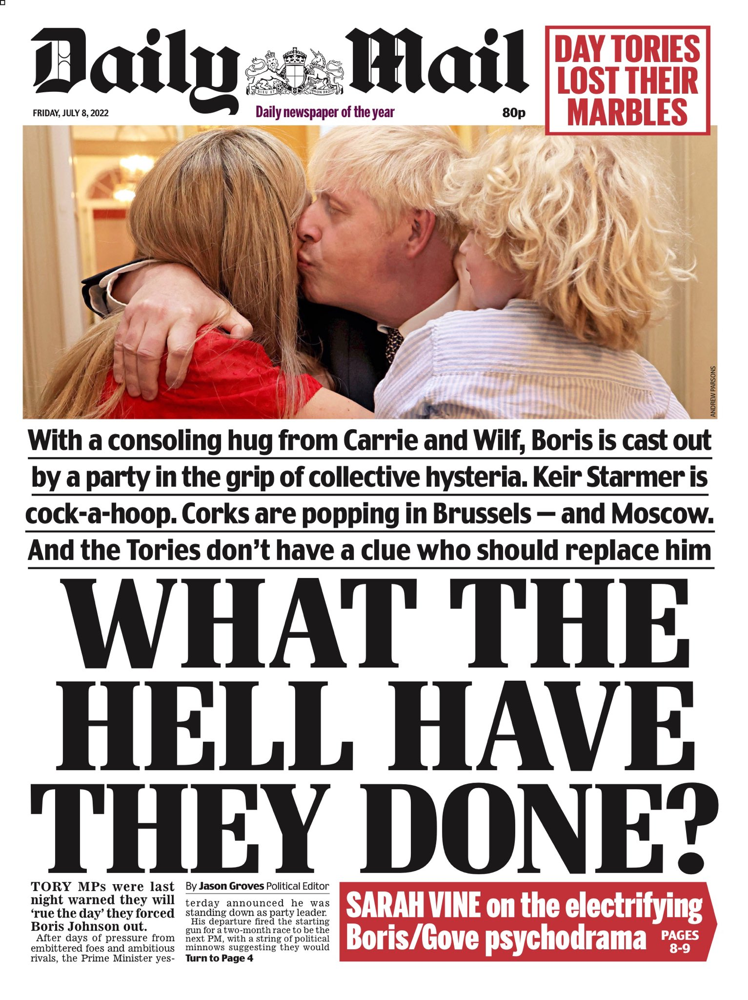 Daily Mail
DIEU ET MON DROIT
DAY TORIES
LOST THEIR
MARBLES
FRIDAY, JULY 8, 2022
Daily newspaper of the year
80p
ANDREW PARSONS
With a consoling hug from Carrie and Wilf, Boris is cast out
by a party in the grip of collective hysteria. Keir Starmer is
cock-a-hoop. Corks are popping in Brussels – and Moscow.
And the Tories don't have a clue who should replace him
WHAT THE
HELL HAVE
THEY DONE?
TORY MPs were last
night warned they will
'rue the day' they forced
Boris Johnson out.
After days of pressure from
embittered foes and ambitious
rivals, the Prime Minister yes-
By Jason Groves Political Editor
terday announced he was
standing down as party leader.
His departure fired the starting
gun for a two-month race to be the
next PM, with a string of political
minnows suggesting they would
Turn to Page 4
SARAH VINE on the electrifying
Boris/Gove psychodrama
PAGES
8-9